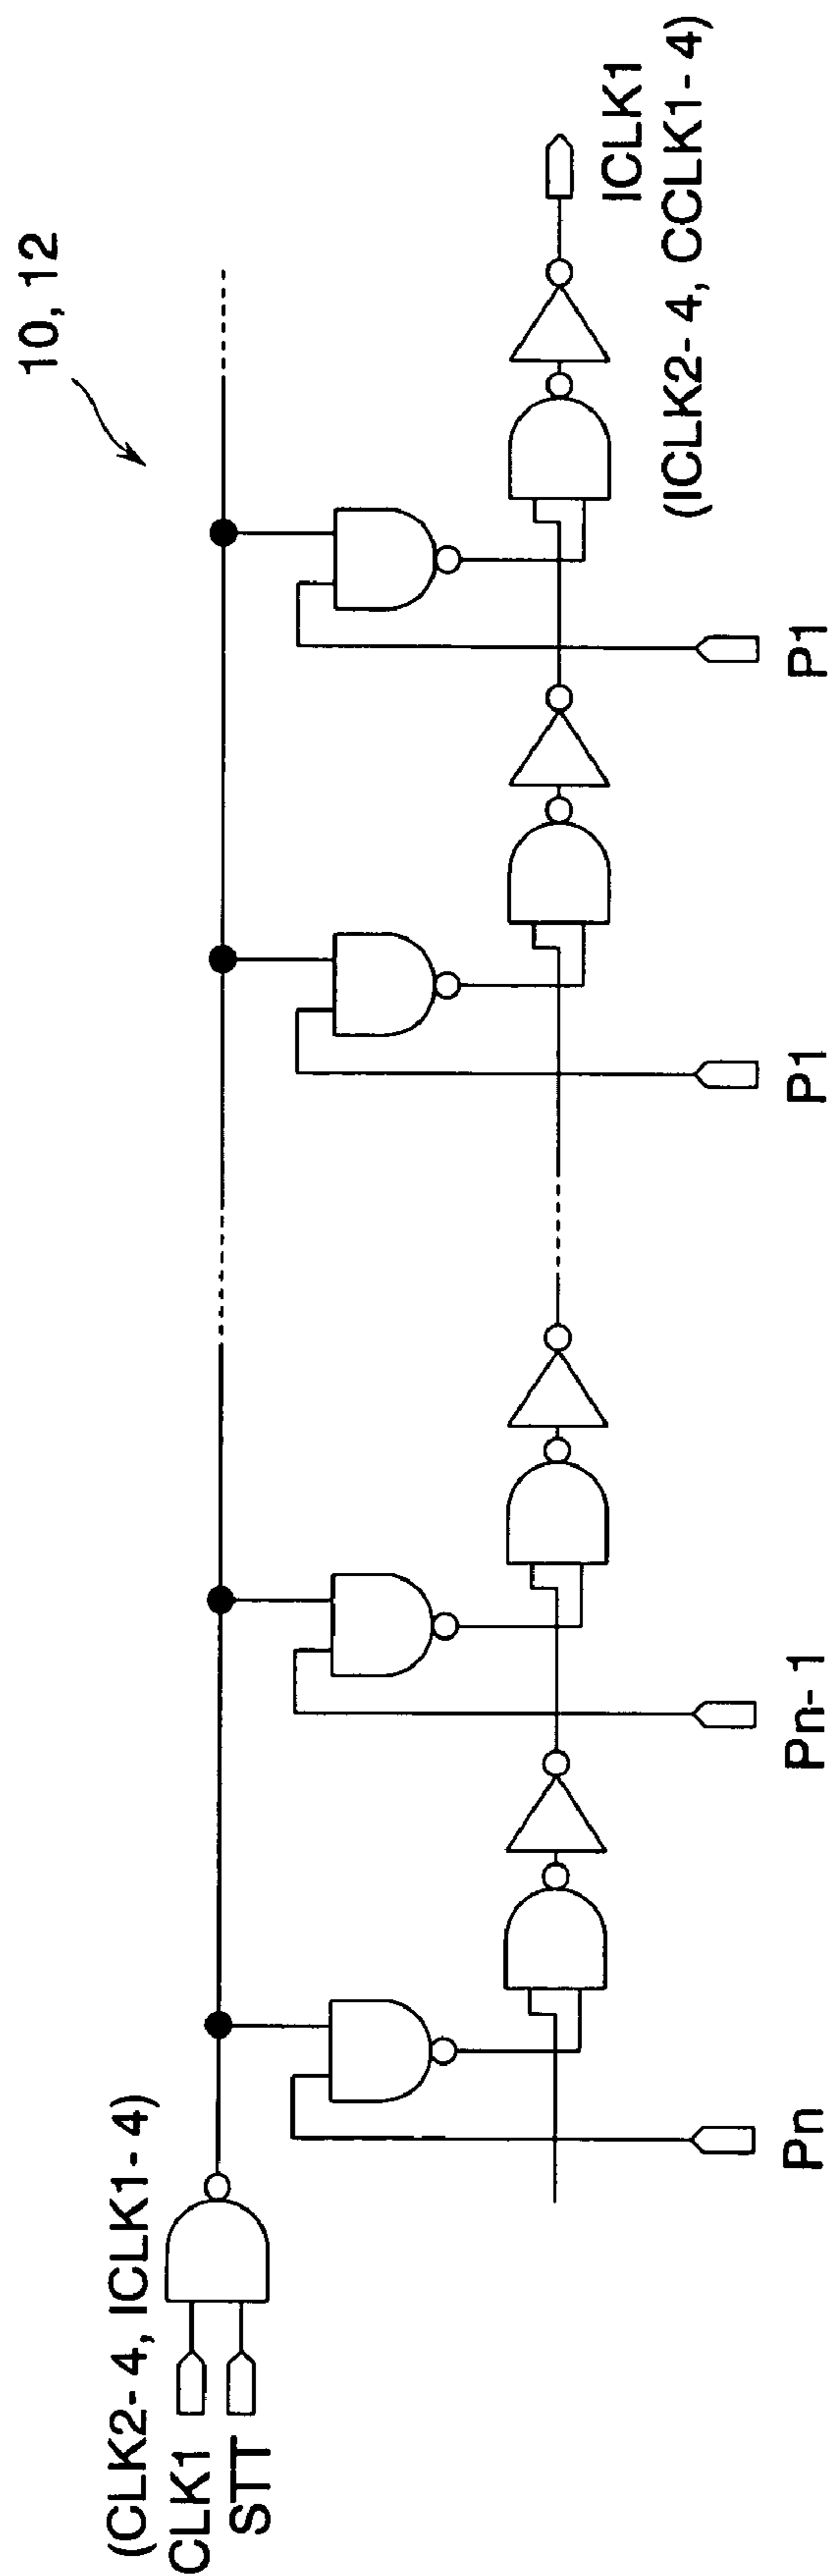 10, 12
(CLK2- 4, ICLK1- 4)
CLK1
STT
Pn
Pn- 1
P1
P1
ICLK1
(ICLK2- 4, CCLK1- 4)